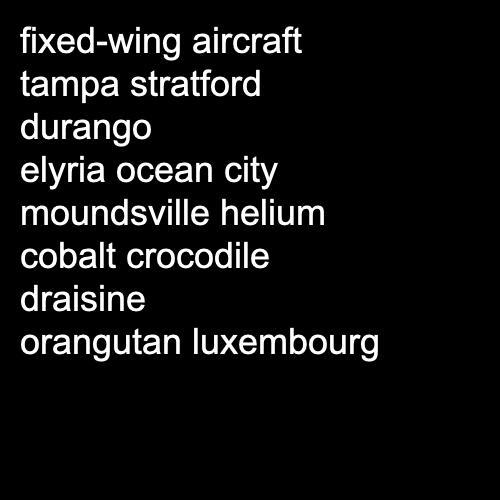 fixed-wing aircraft
tampa stratford
durango
elyria ocean city
moundsville helium
cobalt crocodile
draisine
orangutan luxembourg